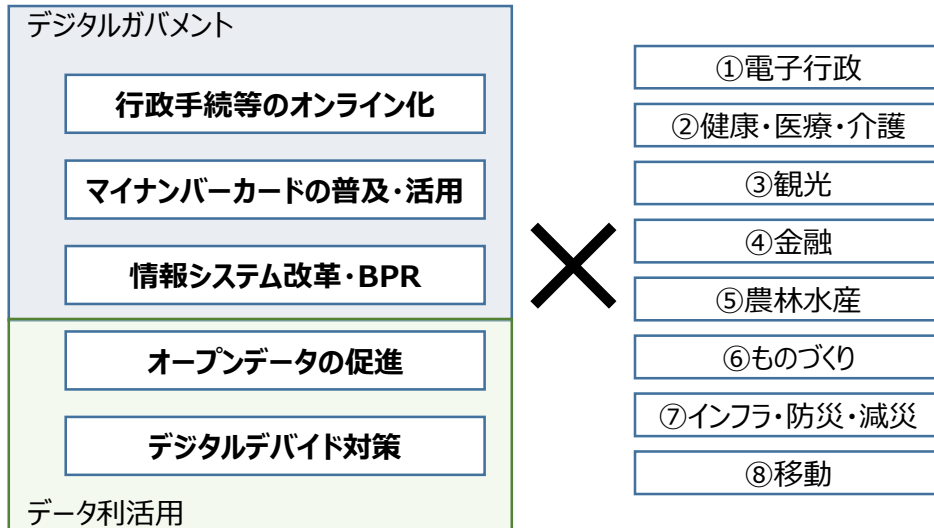 デジタルガバメント
行政手続等のオンライン化
マイナンバーカードの普及・活用
情報システム改革・BPR
オープンデータの促進
デジタルデバイド対策
データ利活用
①電子行政
②健康・医療・介護
③観光
④金融
⑤農林水産
⑥ものづくり
⑦インフラ・防災・減災
⑧移動